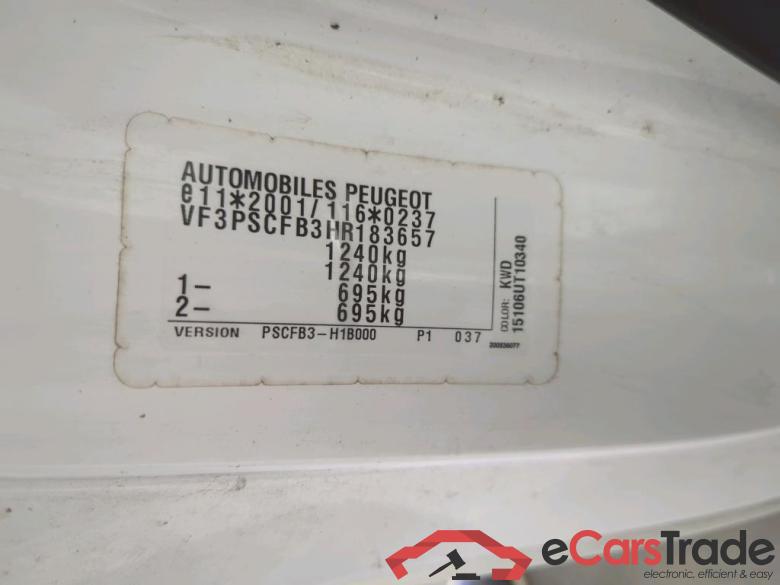 AUTOMOBILES PEUGEOT
e11*2001/116*0237
VF3PSCFB3HR183657
1240kg
1240kg
1- 695kg
2- 695kg
VERSION PSCFB3-H1B000 P1 037
COLOR: KWD
15106UT10340
200936077
eCarsTrade
electronic, efficient & easy